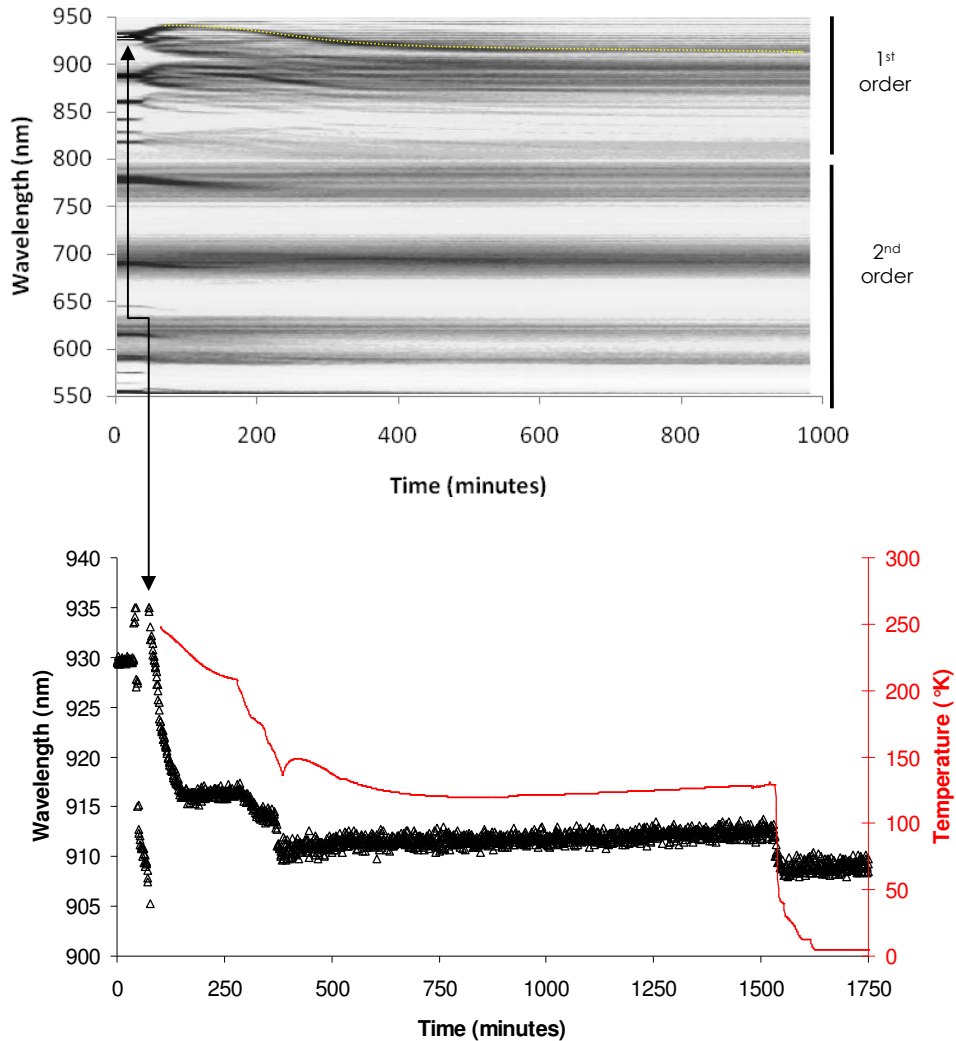 950
900
850
800
750
700
650
600
550
Wavelength (nm)
0 200 400 600 800 1000
Time (minutes)
1st
order
2nd
order
940
935
930
925
920
915
910
905
900
Wavelength (nm)
300
250
200
150
100
50
0
Temperature ( °K)
0 250 500 750 1000 1250 1500 1750
Time (minutes)